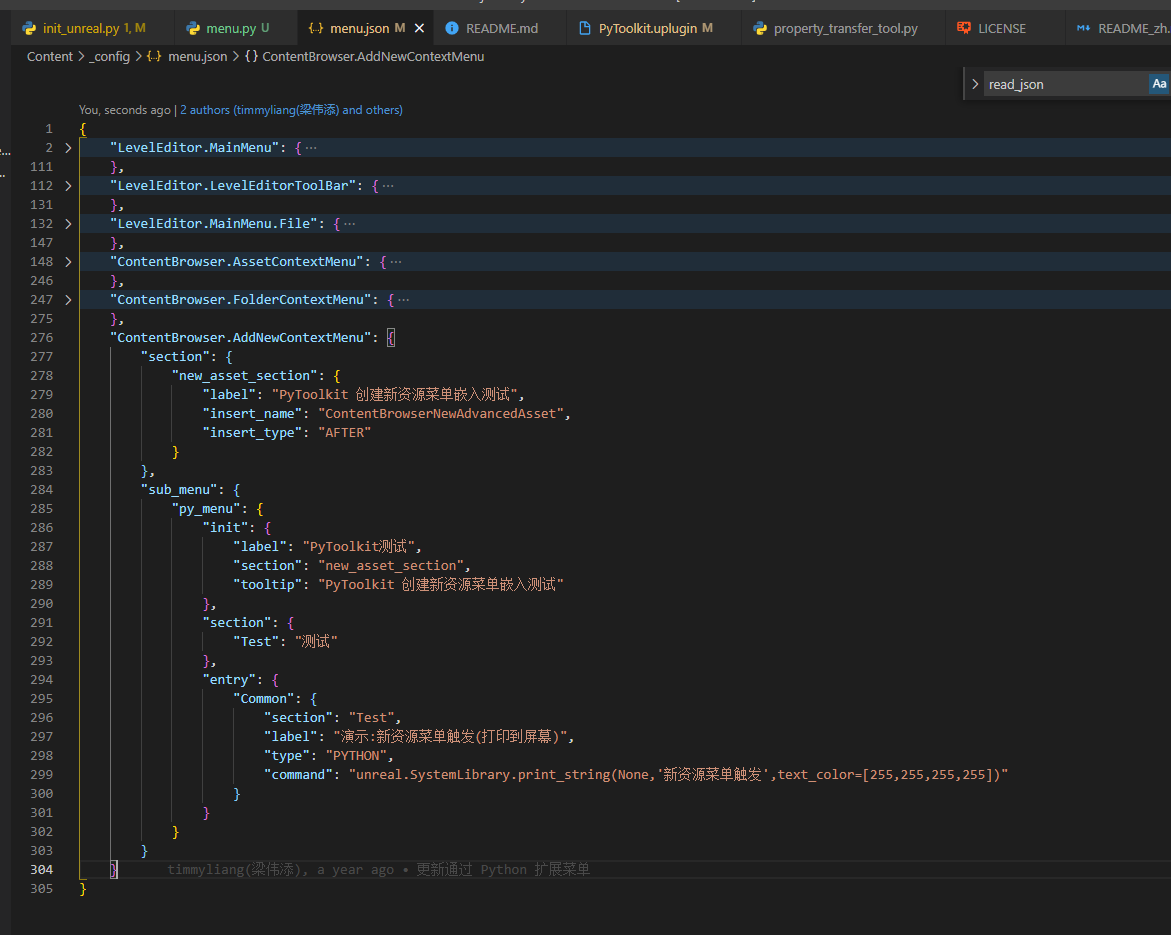 init_unreal.py 1, M
menu.py U
menu.json M
README.md
PyToolkit.uplugin M
property_transfer_tool.py
LICENSE
README_zh.
Content > _config > {..} menu.json > { } ContentBrowser.AddNewContextMenu
read_json
Aa
You, seconds ago | 2 authors (timmyliang(梁伟添) and others)
1 {
2 "LevelEditor.MainMenu": { ···
111 },
112 "LevelEditor.LevelEditorToolBar": { ···
131 },
132 "LevelEditor.MainMenu.File": { ···
147 },
148 "ContentBrowser.AssetContextMenu": { ···
246 },
247 "ContentBrowser.FolderContextMenu": { ···
275 },
276 "ContentBrowser.AddNewContextMenu": {
277 "section": {
278 "new_asset_section": {
279 "label": "PyToolkit 创建新资源菜单嵌入测试",
280 "insert_name": "ContentBrowserNewAdvancedAsset",
281 "insert_type": "AFTER"
282 }
283 },
284 "sub_menu": {
285 "py_menu": {
286 "init": {
287 "label": "PyToolkit测试",
288 "section": "new_asset_section",
289 "tooltip": "PyToolkit 创建新资源菜单嵌入测试"
290 },
291 "section": {
292 "Test": "测试"
293 },
294 "entry": {
295 "Common": {
296 "section": "Test",
297 "label": "演示:新资源菜单触发(打印到屏幕)",
298 "type": "PYTHON",
299 "command": "unreal.SystemLibrary.print_string(None,'新资源菜单触发',text_color=[255,255,255,255])"
300 }
301 }
302 }
303 }
304 } timmyliang(梁伟添), a year ago • 更新通过 Python 扩展菜单
305 }